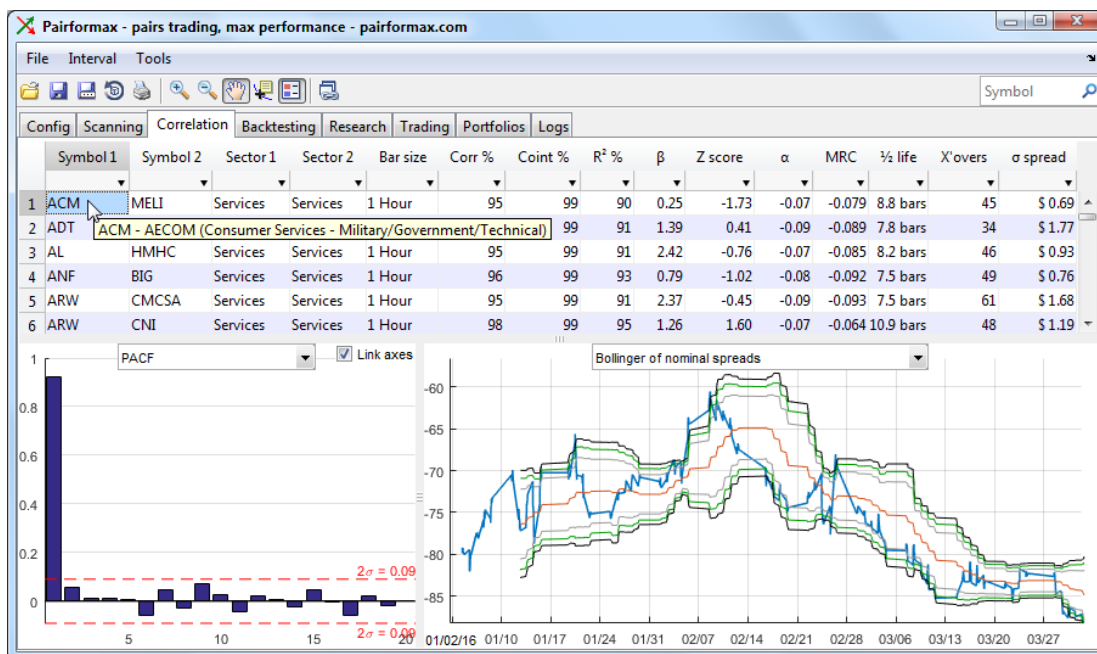 Pairformax - pairs trading, max performance - pairformax.com
File Interval Tools
Symbol
Config Scanning Correlation Backtesting Research Trading Portfolios Logs
Symbol 1 Symbol 2 Sector 1 Sector 2 Bar size Corr % Coint % R² % β Z score α MRC ½ life X'overs σ spread
1 ACM MELI Services Services 1 Hour 95 99 90 0.25 -1.73 -0.07 -0.079 8.8 bars 45 $ 0.69
2 ADT ACM - AECOM (Consumer Services - Military/Government/Technical) 99 91 1.39 0.41 -0.09 -0.089 7.8 bars 34 $ 1.77
3 AL HMHC Services Services 1 Hour 95 99 91 2.42 -0.76 -0.07 -0.085 8.2 bars 46 $ 0.93
4 ANF BIG Services Services 1 Hour 96 99 93 0.79 -1.02 -0.08 -0.092 7.5 bars 49 $ 0.76
5 ARW CMCSA Services Services 1 Hour 95 99 91 2.37 -0.45 -0.09 -0.093 7.5 bars 61 $ 1.68
6 ARW CNI Services Services 1 Hour 98 99 95 1.26 1.60 -0.07 -0.064 10.9 bars 48 $ 1.19
PACF Link axes
1
0.8
0.6
0.4
0.2
0
2σ = 0.09
2σ = 0.09
5 10 15 20
Bollinger of nominal spreads
-60
-65
-70
-75
-80
-85
01/02/16 01/10 01/17 01/24 01/31 02/07 02/14 02/21 02/28 03/06 03/13 03/20 03/27